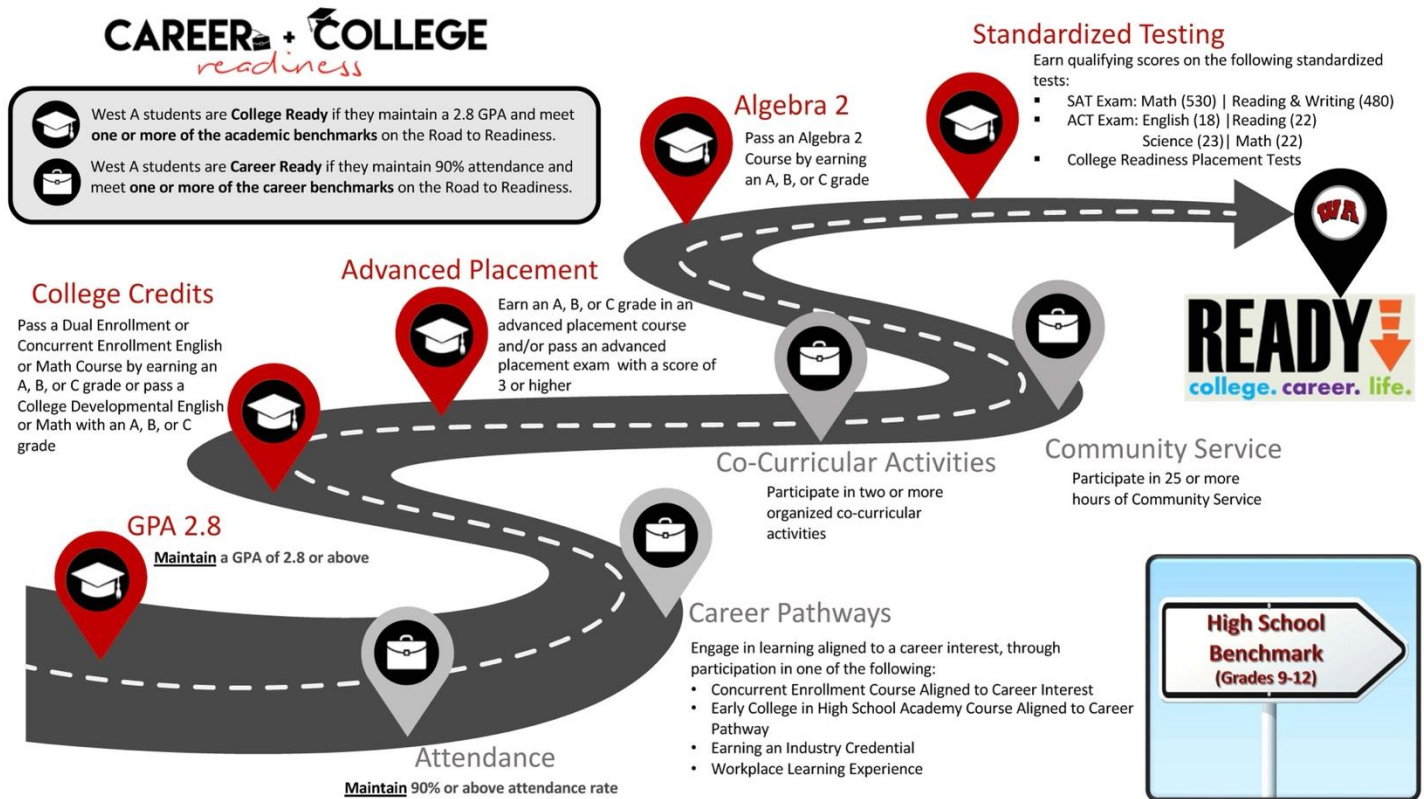 CAREER + COLLEGE
readiness
West A students are College Ready if they maintain a 2.8 GPA and meet
one or more of the academic benchmarks on the Road to Readiness.
West A students are Career Ready if they maintain 90% attendance and
meet one or more of the career benchmarks on the Road to Readiness.
Standardized Testing
Earn qualifying scores on the following standardized
tests:
▪ SAT Exam: Math (530) | Reading & Writing (480)
▪ ACT Exam: English (18) |Reading (22)
Science (23)| Math (22)
▪ College Readiness Placement Tests
Algebra 2
Pass an Algebra 2
Course by earning
an A, B, or C grade
WA
READY
college. career. life.
Advanced Placement
Earn an A, B, or C grade in an
advanced placement course
and/or pass an advanced
placement exam with a score of
3 or higher
College Credits
Pass a Dual Enrollment or
Concurrent Enrollment English
or Math Course by earning an
A, B, or C grade or pass a
College Developmental English
or Math with an A, B, or C
grade
Co-Curricular Activities
Participate in two or more
organized co-curricular
activities
Community Service
Participate in 25 or more
hours of Community Service
GPA 2.8
Maintain a GPA of 2.8 or above
Career Pathways
Engage in learning aligned to a career interest, through
participation in one of the following:
• Concurrent Enrollment Course Aligned to Career Interest
• Early College in High School Academy Course Aligned to Career
Pathway
• Earning an Industry Credential
• Workplace Learning Experience
Attendance
Maintain 90% or above attendance rate
High School
Benchmark
(Grades 9-12)